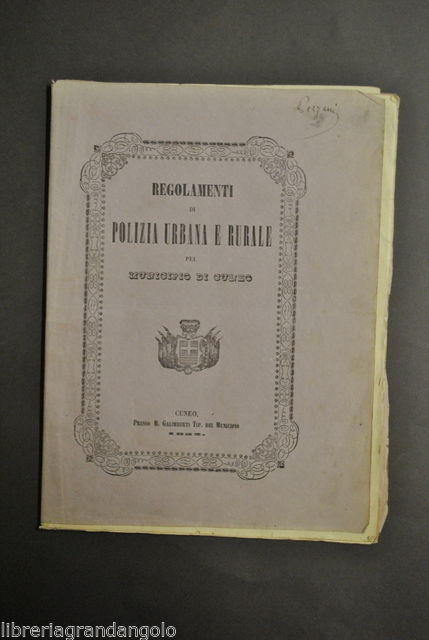 REGOLAMENTI
DI
POLIZIA URBANA E RURALE
PEL
MUNICIPIO DI CUNEO
CUNEO,
PRESSO B. GALIMBERTI TIP. DEL MUNICIPIO
libreriagrandangolo